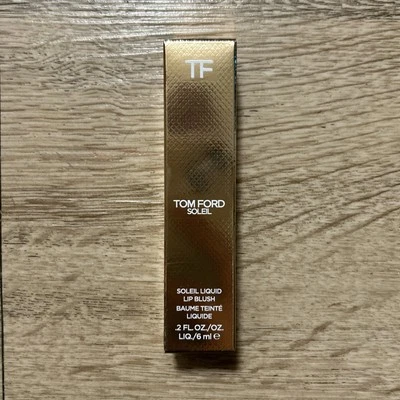 TF
TOM FORD
SOLEIL
SOLEIL LIQUID
LIP BLUSH
BAUME TEINTÉ
LIQUIDE
.2 FL.OZ./OZ.
LIQ./6 ml ℮